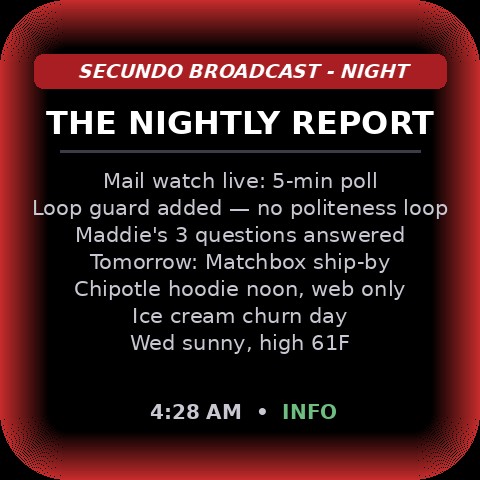 SECUNDO BROADCAST - NIGHT
THE NIGHTLY REPORT
Mail watch live: 5-min poll
Loop guard added — no politeness loop
Maddie's 3 questions answered
Tomorrow: Matchbox ship-by
Chipotle hoodie noon, web only
Ice cream churn day
Wed sunny, high 61F
4:28 AM • INFO